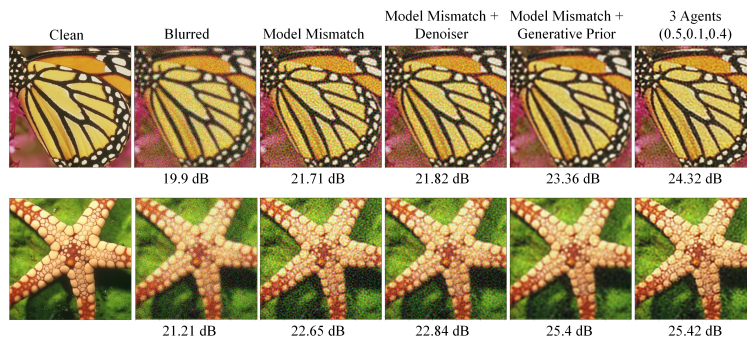 Clean
Blurred
Model Mismatch
Model Mismatch +
Denoiser
Model Mismatch +
Generative Prior
3 Agents
(0.5,0.1,0.4)
19.9 dB
21.71 dB
21.82 dB
23.36 dB
24.32 dB
21.21 dB
22.65 dB
22.84 dB
25.4 dB
25.42 dB